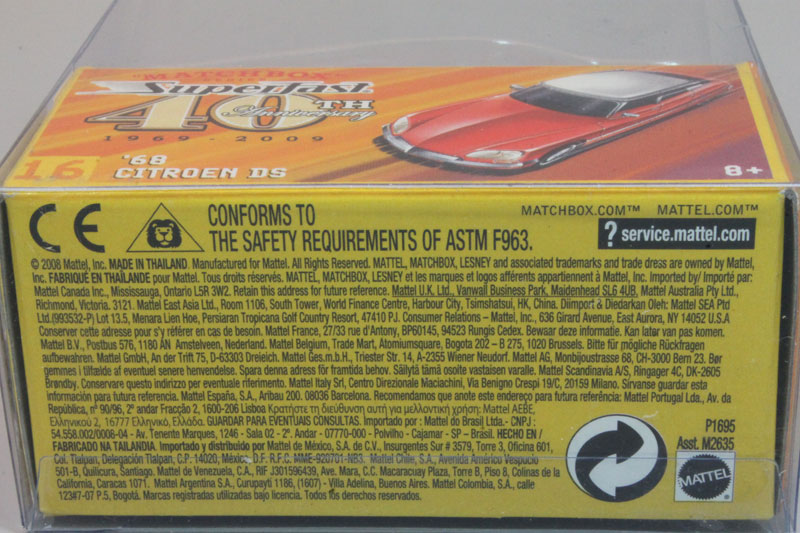 "MATCHBOX"
SERIES
Superfast
40TH
Anniversary
1969 - 2009
16
'68
CITROEN DS
8+
CE
CONFORMS TO
THE SAFETY REQUIREMENTS OF ASTM F963.
MATCHBOX.COM™ MATTEL.COM™
? service.mattel.com
© 2008 Mattel, Inc. MADE IN THAILAND. Manufactured for Mattel. All Rights Reserved. MATTEL, MATCHBOX, LESNEY and associated trademarks and trade dress are owned by Mattel,
Inc. FABRIQUÉ EN THAÏLANDE pour Mattel. Tous droits réservés. MATTEL, MATCHBOX, LESNEY et les marques et logos afférents appartiennent à Mattel, Inc. Imported by/ Importé par:
Mattel Canada Inc., Mississauga, Ontario L5R 3W2. Retain this address for future reference. Mattel U.K. Ltd., Vanwall Business Park, Maidenhead SL6 4UB. Mattel Australia Pty Ltd.,
Richmond, Victoria. 3121. Mattel East Asia Ltd., Room 1106, South Tower, World Finance Centre, Harbour City, Tsimshatsui, HK, China. Diimport & Diedarkan Oleh: Mattel SEA Ptd
Ltd.(993532-P) Lot 13.5, Menara Lien Hoe, Persiaran Tropicana Golf Country Resort, 47410 PJ. Consumer Relations – Mattel, Inc., 636 Girard Avenue, East Aurora, NY 14052 U.S.A
Conserver cette adresse pour s'y référer en cas de besoin. Mattel France, 27/33 rue d'Antony, BP60145, 94523 Rungis Cedex. Bewaar deze informatie. Kan later van pas komen.
Mattel B.V., Postbus 576, 1180 AN Amstelveen, Nederland. Mattel Belgium, Trade Mart, Atomiumsquare, Bogota 202 – B 275, 1020 Brussels. Bitte für mögliche Rückfragen
aufbewahren. Mattel GmbH, An der Trift 75, D-63303 Dreieich. Mattel Ges.m.b.H., Triester Str. 14, A-2355 Wiener Neudorf. Mattel AG, Monbijoustrasse 68, CH-3000 Bern 23. Bør
gemmes i tilfælde af eventuel senere henvendelse. Spara denna adress för framtida behov. Säilytä tämä osoite vastaisen varalle. Mattel Scandinavia A/S, Ringager 4C, DK-2605
Brøndby. Conservare questo indirizzo per eventuale riferimento. Mattel Italy Srl, Centro Direzionale Maciachini, Via Benigno Crespi 19/C, 20159 Milano. Sírvanse guardar esta
información para futura referencia. Mattel España, S.A., Aribau 200. 08036 Barcelona. Recomendamos que anote este endereço para futura referência: Mattel Portugal Lda., Av. da
República, nº 90/96, 2º andar Fracção 2, 1600-206 Lisboa Κρατήστε τη διεύθυνση αυτή για μελλοντική χρήση: Mattel AEBE,
Ελληνικού 2, 16777 Ελληνικό, Ελλάδα. GUARDAR PARA EVENTUAIS CONSULTAS. Importado por : Mattel do Brasil Ltda.- CNPJ :
54.558.002/0008-04 - Av. Tenente Marques, 1246 - Sala 02 - 2º. Andar - 07770-000 - Polvilho - Cajamar - SP – Brasil. HECHO EN /
FABRICADO NA TAILANDIA. Importado y distribuido por Mattel de México, S.A. de C.V., Insurgentes Sur # 3579, Torre 3, Oficina 601,
Col. Tlalpan, Delegación Tlalpan, C.P. 14020, México, D.F. R.F.C. MME-920701-NB3. Mattel Chile, S.A., Avenida Américo Vespucio
501-B, Quilicura, Santiago. Mattel de Venezuela, C.A., RIF J301596439, Ave. Mara, C.C. Macaracuay Plaza, Torre B, Piso 8, Colinas de la
California, Caracas 1071. Mattel Argentina S.A., Curupaytí 1186, (1607) - Villa Adelina, Buenos Aires. Mattel Colombia, S.A., calle
123#7-07 P.5, Bogotá. Marcas registradas utilizadas bajo licencia. Todos los derechos reservados.
P1695
Asst. M2635
MATTEL